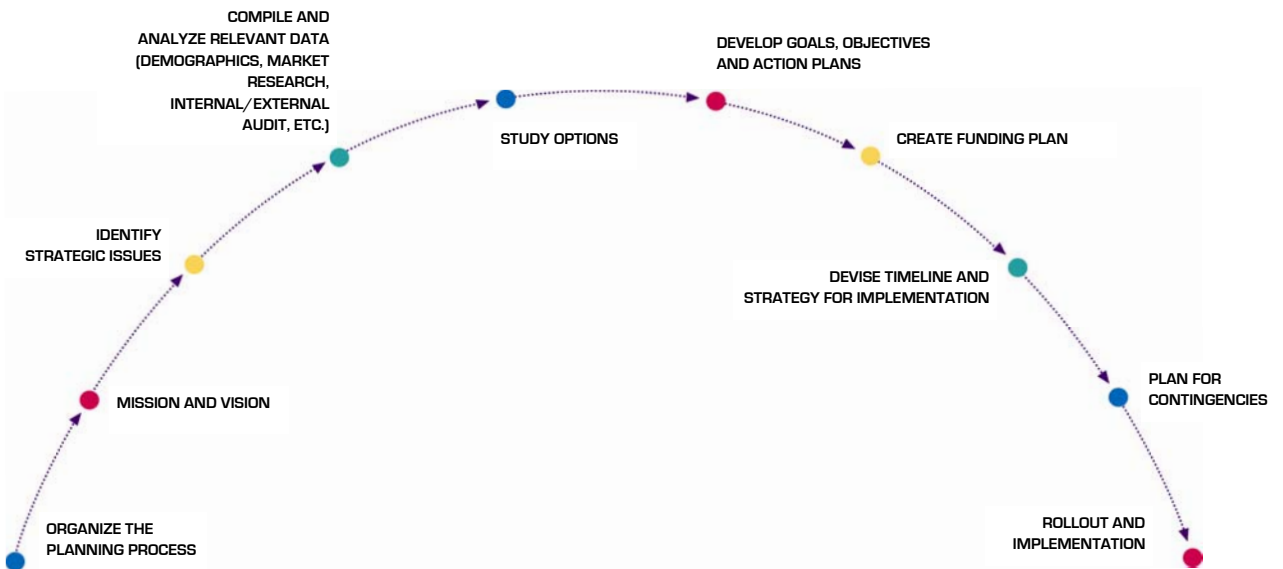 COMPILE AND
ANALYZE RELEVANT DATA
(DEMOGRAPHICS, MARKET
RESEARCH,
INTERNAL/EXTERNAL
AUDIT, ETC.)
DEVELOP GOALS, OBJECTIVES
AND ACTION PLANS
STUDY OPTIONS
CREATE FUNDING PLAN
IDENTIFY
STRATEGIC ISSUES
DEVISE TIMELINE AND
STRATEGY FOR IMPLEMENTATION
MISSION AND VISION
PLAN FOR
CONTINGENCIES
ORGANIZE THE
PLANNING PROCESS
ROLLOUT AND
IMPLEMENTATION